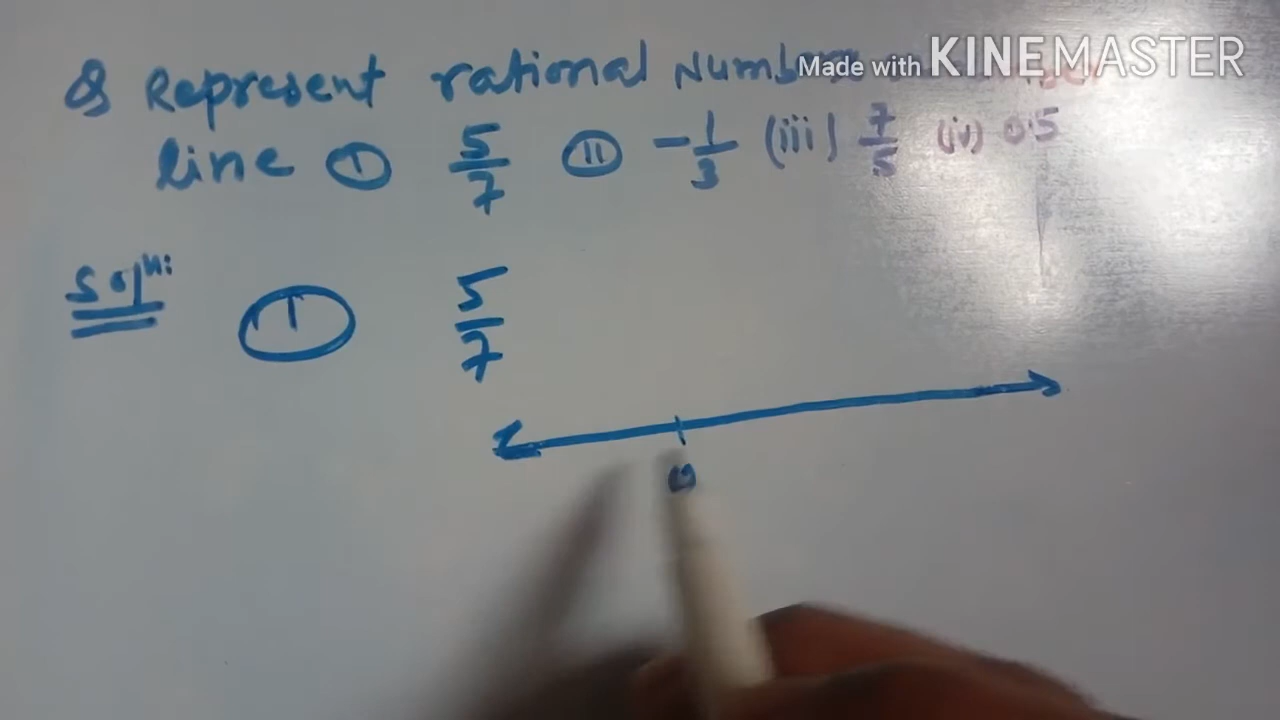 Q Represent rational Number
Made with KINEMASTER
line (I) 5/7 (II) -1/3 (iii) 7/5 (iv) 0.5
Solⁿ: (I) 5/7
0